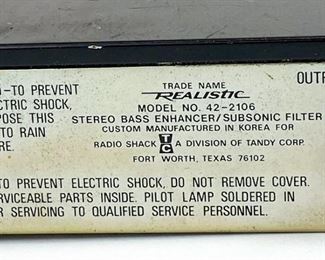 N–TO PREVENT
CTRIC SHOCK,
POSE THIS
TO RAIN
RE.
TRADE NAME
REALISTIC
MODEL NO. 42-2106
STEREO BASS ENHANCER/SUBSONIC FILTER
CUSTOM MANUFACTURED IN KOREA FOR
RADIO SHACK TC A DIVISION OF TANDY CORP.
FORT WORTH, TEXAS 76102
OUTP
TO PREVENT ELECTRIC SHOCK, DO NOT REMOVE COVER.
RVICEABLE PARTS INSIDE. PILOT LAMP SOLDERED IN
R SERVICING TO QUALIFIED SERVICE PERSONNEL.